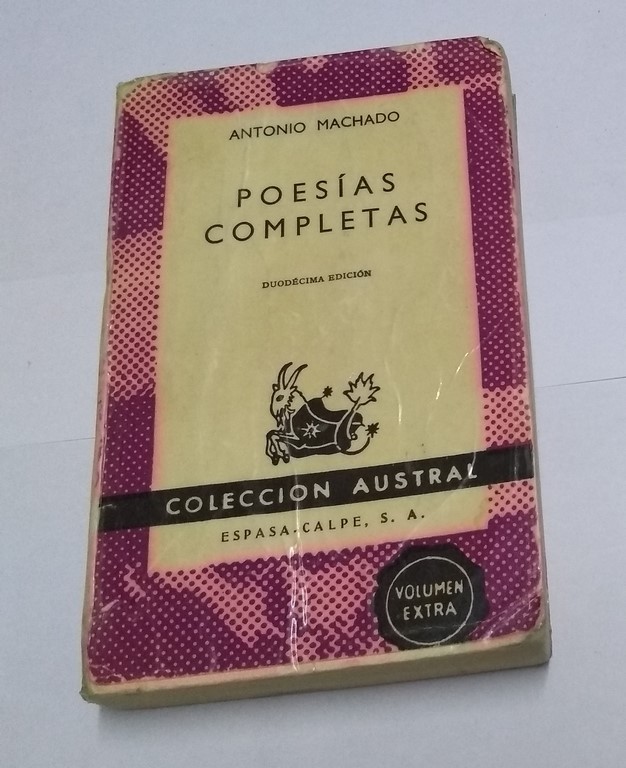 ANTONIO MACHADO
POESÍAS
COMPLETAS
DUODÉCIMA EDICIÓN
COLECCION AUSTRAL
ESPASA-CALPE, S. A.
VOLUMEN
EXTRA